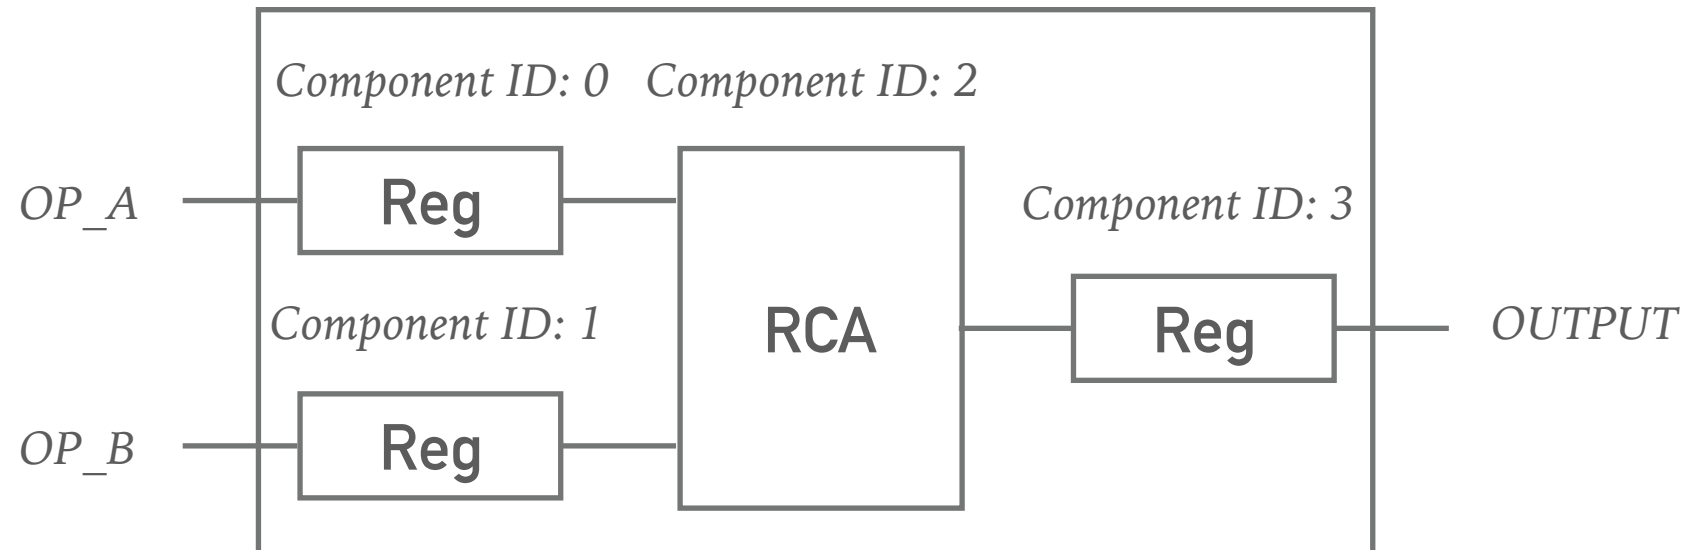 Component ID: 0 Component ID: 2
OP_A
Reg
Component ID: 3
Component ID: 1
RCA
Reg
OUTPUT
OP_B
Reg